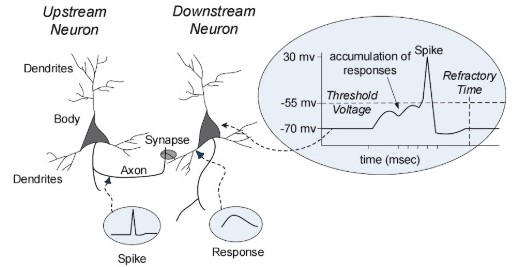 Upstream
Neuron
Downstream
Neuron
Dendrites
Body
Dendrites
Axon
Synapse
Spike
Response
30 mv
-55 mv
-70 mv
accumulation of
responses
Spike
Threshold
Voltage
Refractory
Time
time (msec)